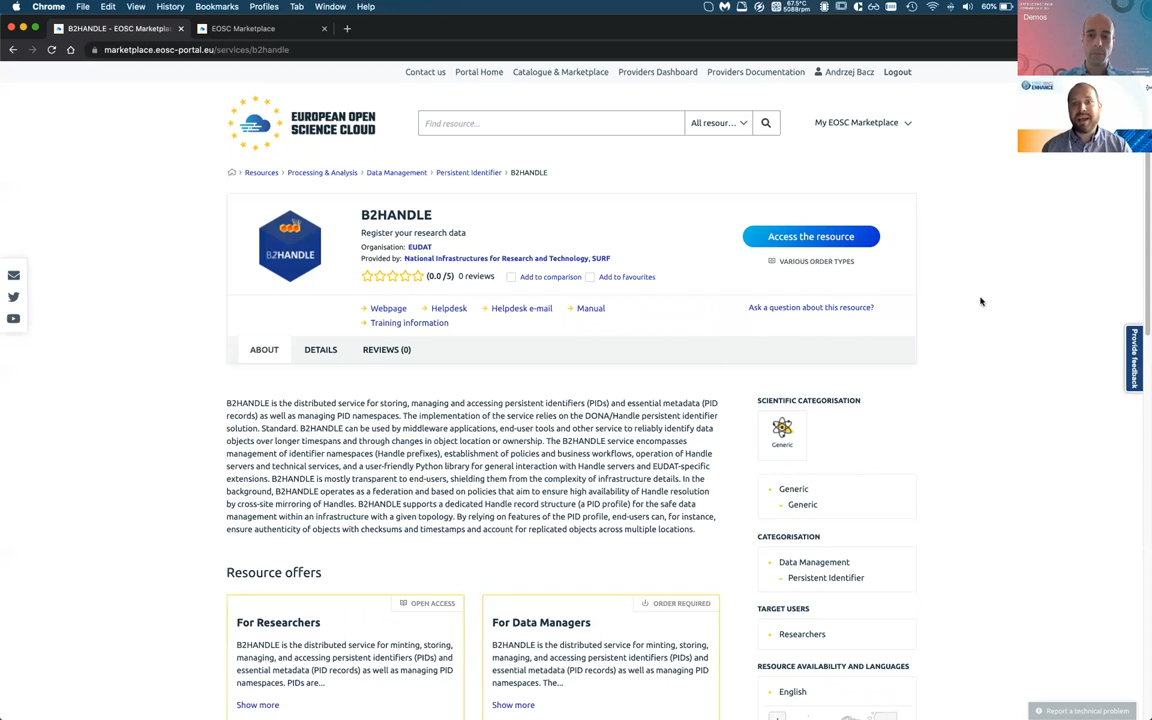 Chrome File Edit View History Bookmarks Profiles Tab Window Help 67.5°C 5088rpm 60%
B2HANDLE - EOSC Marketpla EOSC Marketplace
marketplace.eosc-portal.eu/services/b2handle
Demos
ENHANCE
Contact us Portal Home Catalogue & Marketplace Providers Dashboard Providers Documentation Andrzej Bacz Logout
EUROPEAN OPEN
SCIENCE CLOUD
Find resource... All resour... My EOSC Marketplace
Resources › Processing & Analysis › Data Management › Persistent Identifier › B2HANDLE
B2HANDLE
B2HANDLE
Register your research data
Organisation: EUDAT
Provided by: National Infrastructures for Research and Technology, SURF
(0.0 /5) 0 reviews Add to comparison Add to favourites
Access the resource
VARIOUS ORDER TYPES
Webpage Helpdesk Helpdesk e-mail Manual
Training information
Ask a question about this resource?
Provide feedback
ABOUT DETAILS REVIEWS (0)
B2HANDLE is the distributed service for storing, managing and accessing persistent identifiers (PIDs) and essential metadata (PID
records) as well as managing PID namespaces. The implementation of the service relies on the DONA/Handle persistent identifier
solution. Standard. B2HANDLE can be used by middleware applications, end-user tools and other service to reliably identify data
objects over longer timespans and through changes in object location or ownership. The B2HANDLE service encompasses
management of identifier namespaces (Handle prefixes), establishment of policies and business workflows, operation of Handle
servers and technical services, and a user-friendly Python library for general interaction with Handle servers and EUDAT-specific
extensions. B2HANDLE is mostly transparent to end-users, shielding them from the complexity of infrastructure details. In the
background, B2HANDLE operates as a federation and based on policies that aim to ensure high availability of Handle resolution
by cross-site mirroring of Handles. B2HANDLE supports a dedicated Handle record structure (a PID profile) for the safe data
management within an infrastructure with a given topology. By relying on features of the PID profile, end-users can, for instance,
ensure authenticity of objects with checksums and timestamps and account for replicated objects across multiple locations.
SCIENTIFIC CATEGORISATION
Generic
Generic
Generic
CATEGORISATION
Data Management
Persistent Identifier
TARGET USERS
Researchers
RESOURCE AVAILABILITY AND LANGUAGES
English
Resource offers
OPEN ACCESS
For Researchers
B2HANDLE is the distributed service for minting, storing,
managing, and accessing persistent identifiers (PIDs) and
essential metadata (PID records) as well as managing PID
namespaces. PIDs are...
Show more
ORDER REQUIRED
For Data Managers
B2HANDLE is the distributed service for minting, storing,
managing, and accessing persistent identifiers (PIDs) and
essential metadata (PID records) as well as managing PID
namespaces. The...
Show more
Report a technical problem